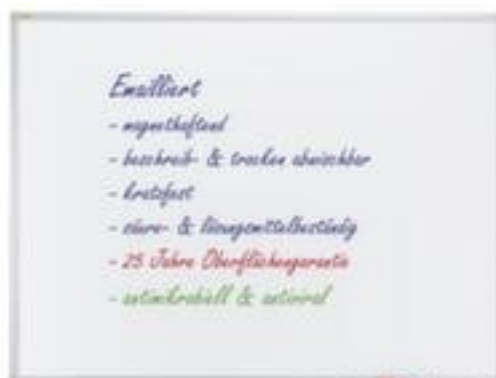 Emailliert
- magnethaftend
- beschreib- & trocken abwischbar
- kratzfest
- säure- & lösungsmittelbeständig
- 25 Jahre Oberflächengarantie
- antimikrobiell & antiviral